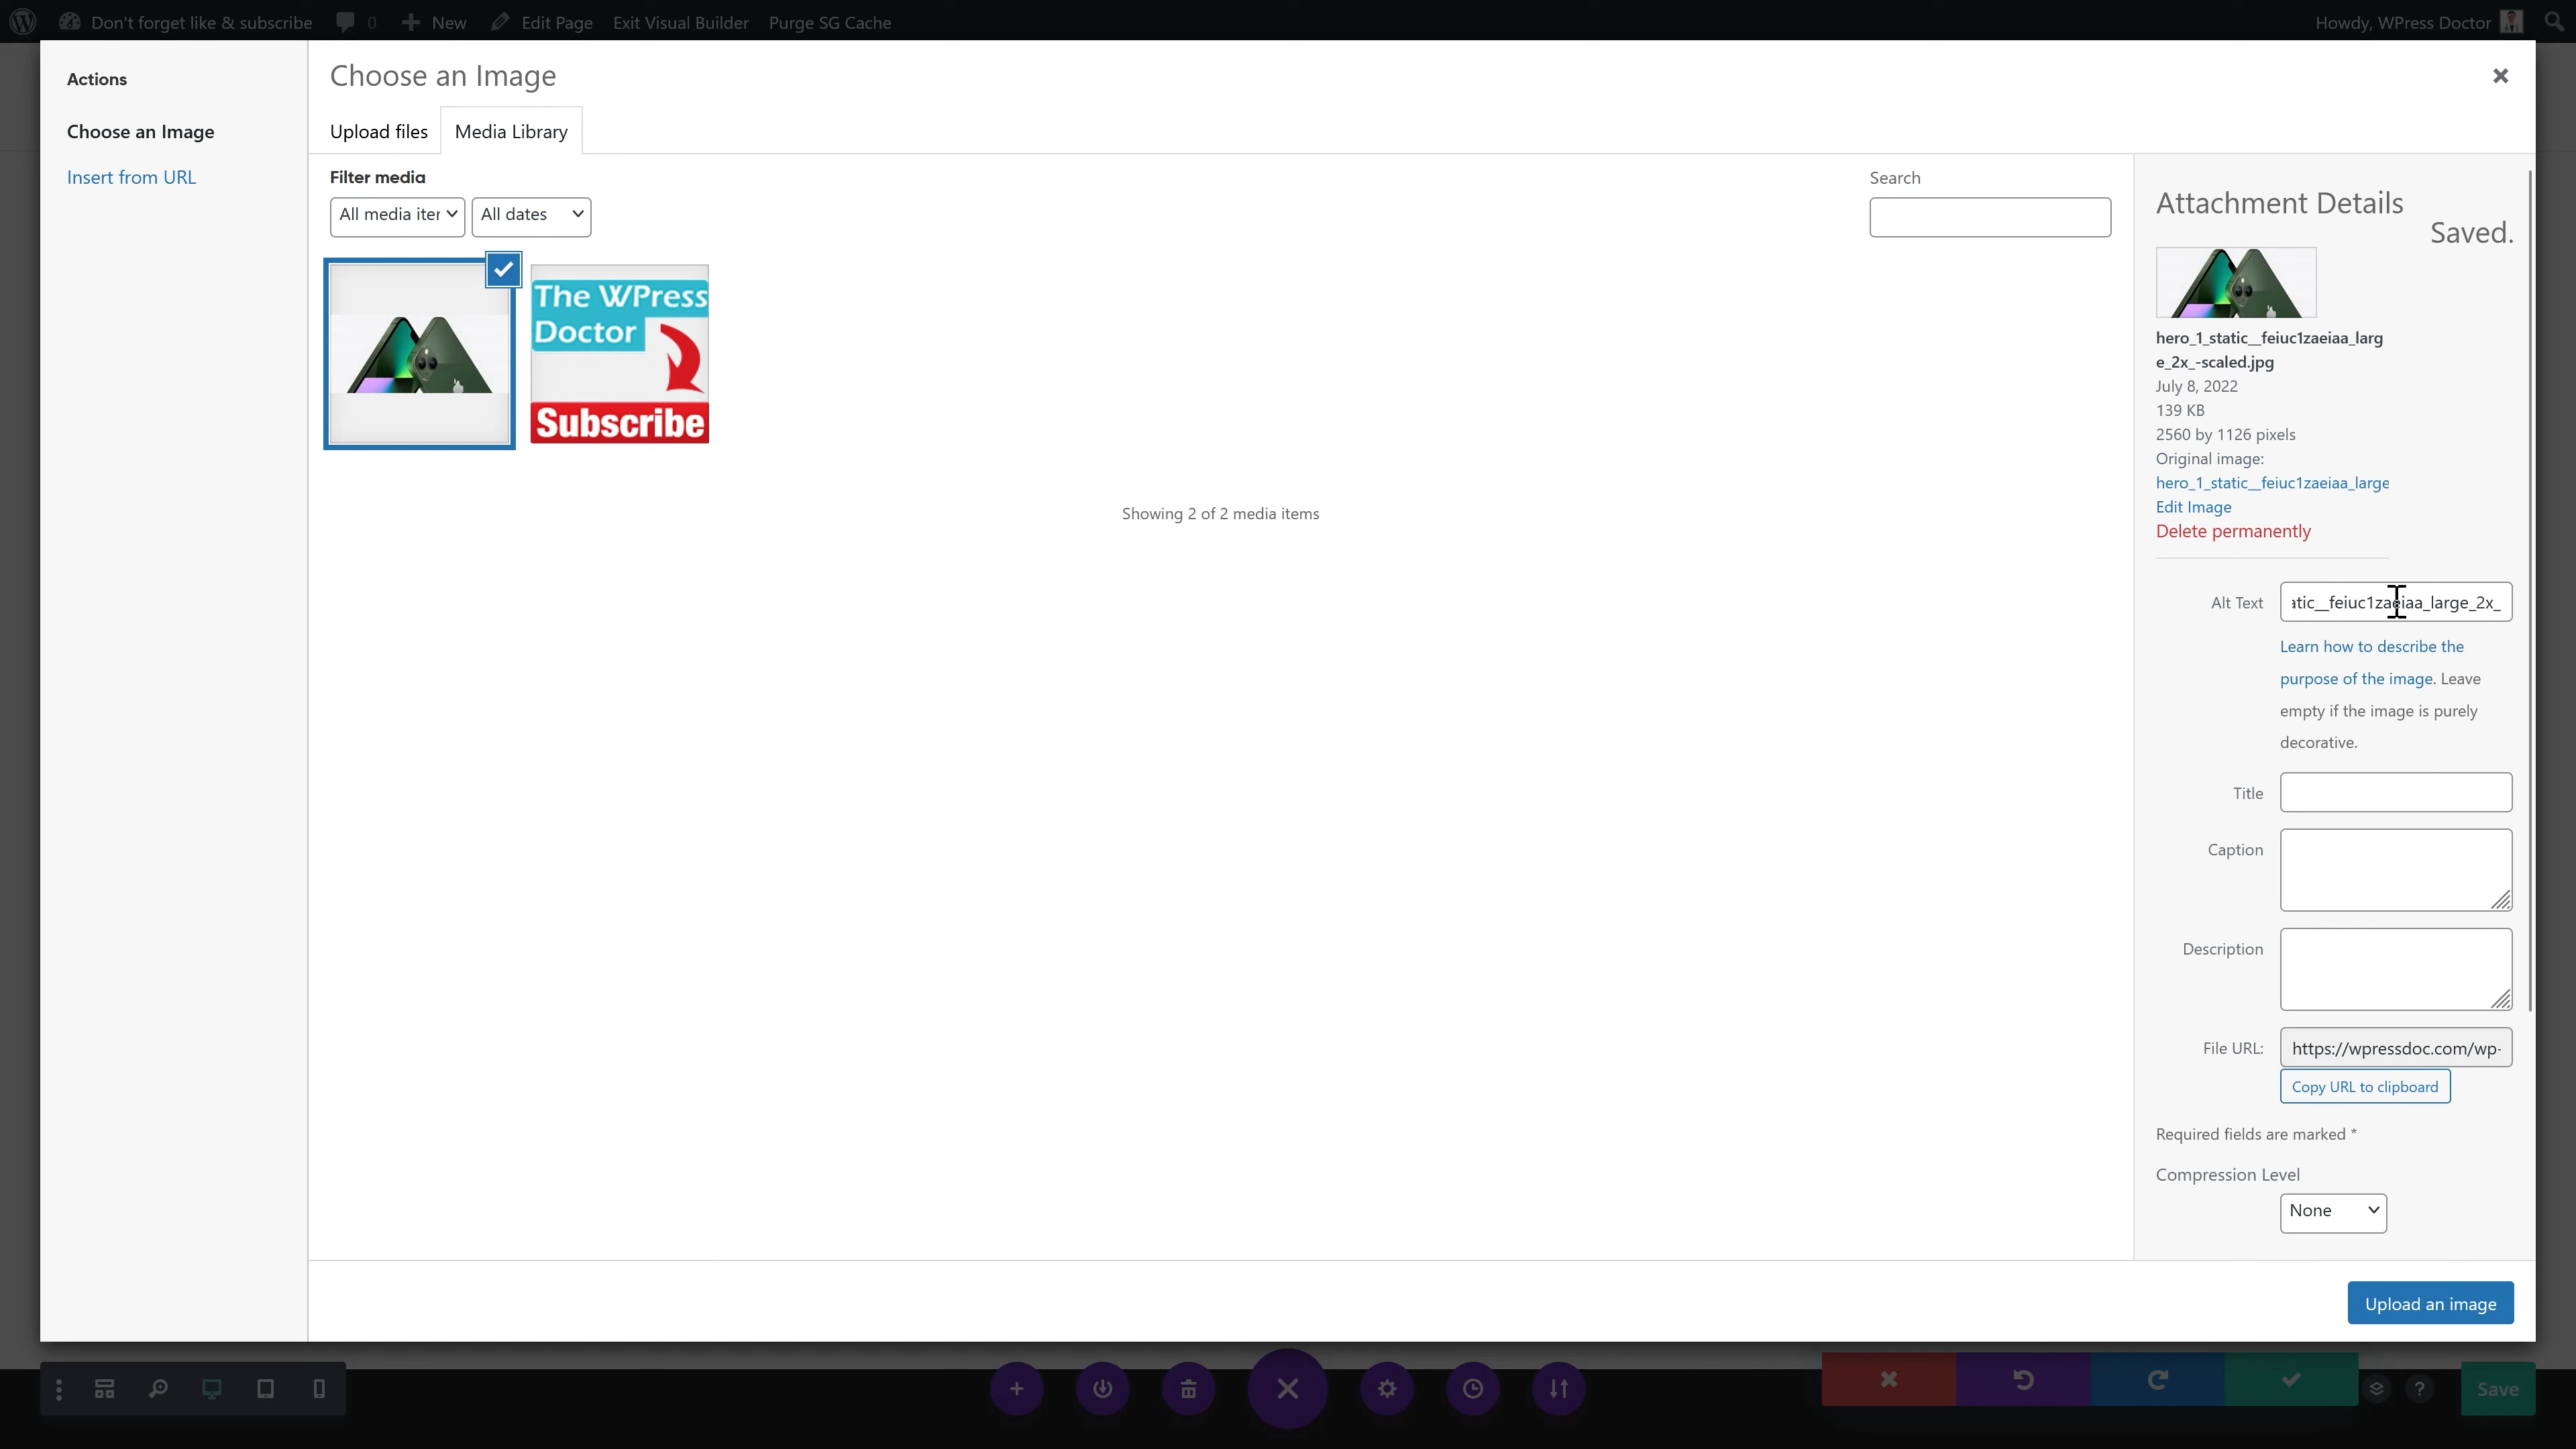 Don't forget like & subscribe 0 New Edit Page Exit Visual Builder Purge SG Cache Howdy, WPress Doctor
Actions
Choose an Image
Insert from URL
Choose an Image
Upload files Media Library
Filter media
All media iter All dates
Search
The WPress
Doctor
Subscribe
Showing 2 of 2 media items
Attachment Details
Saved.
hero_1_static__feiuc1zaeiaa_larg
e_2x_-scaled.jpg
July 8, 2022
139 KB
2560 by 1126 pixels
Original image:
hero_1_static__feiuc1zaeiaa_large
Edit Image
Delete permanently
Alt Text atic__feiuc1zaeiaa_large_2x_
Learn how to describe the
purpose of the image. Leave
empty if the image is purely
decorative.
Title
Caption
Description
File URL: https://wpressdoc.com/wp-
Copy URL to clipboard
Required fields are marked *
Compression Level
None
Upload an image
? Save